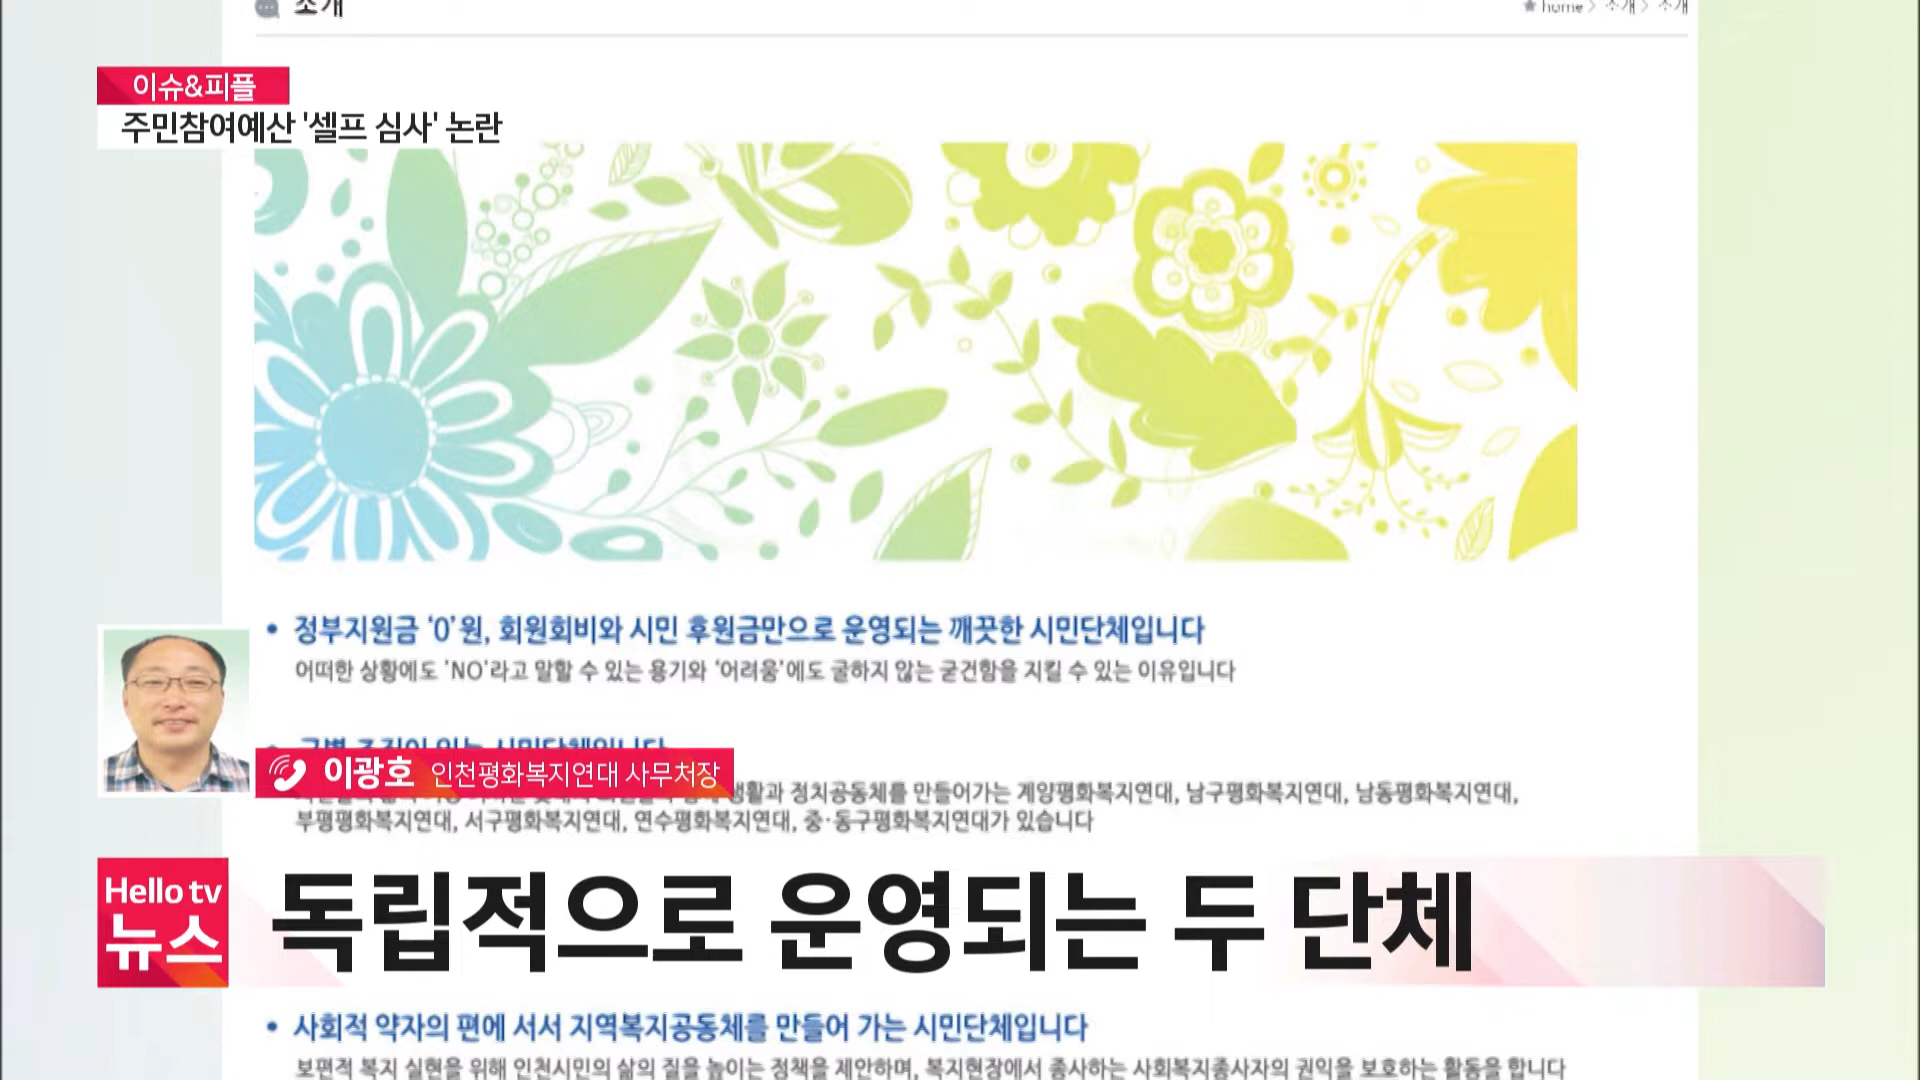 소개
home > 소개 > 소개
이슈&피플
주민참여예산 '셀프 심사' 논란
• 정부지원금 ‘0’원, 회원회비와 시민 후원금만으로 운영되는 깨끗한 시민단체입니다
어떠한 상황에도 'NO'라고 말할 수 있는 용기와 ‘어려움’에도 굴하지 않는 굳건함을 지킬 수 있는 이유입니다
시민단체입니다
이광호 인천평화복지연대 사무처장
생활과 정치공동체를 만들어가는 계양평화복지연대, 남구평화복지연대, 남동평화복지연대,
부평평화복지연대, 서구평화복지연대, 연수평화복지연대, 중·동구평화복지연대가 있습니다
Hello tv
뉴스
독립적으로 운영되는 두 단체
• 사회적 약자의 편에 서서 지역복지공동체를 만들어 가는 시민단체입니다
보편적 복지 실현을 위해 인천시민의 삶의 질을 높이는 정책을 제안하며, 복지현장에서 종사하는 사회복지종사자의 권익을 보호하는 활동을 합니다